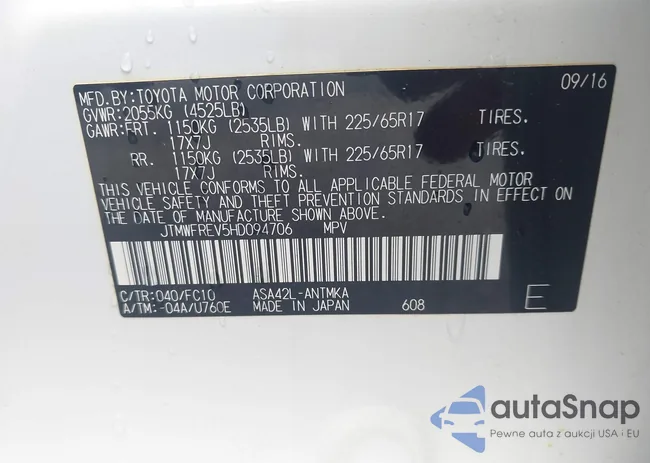 MFD. BY: TOYOTA MOTOR CORPORATION 09/16
GVWR: 2055KG (4525LB)
GAWR: FRT. 1150KG (2535LB) WITH 225/65R17 TIRES.
17X7J RIMS.
RR. 1150KG (2535LB) WITH 225/65R17 TIRES.
17X7J RIMS.
THIS VEHICLE CONFORMS TO ALL APPLICABLE FEDERAL MOTOR
VEHICLE SAFETY AND THEFT PREVENTION STANDARDS IN EFFECT ON
THE DATE OF MANUFACTURE SHOWN ABOVE.
JTMWFREV5HD094706 MPV
C/TR: 040/FC10 ASA42L-ANTMKA
A/TM: -04A/U760E MADE IN JAPAN 608 E
autoSnap
Pewne auta z aukcji USA i EU